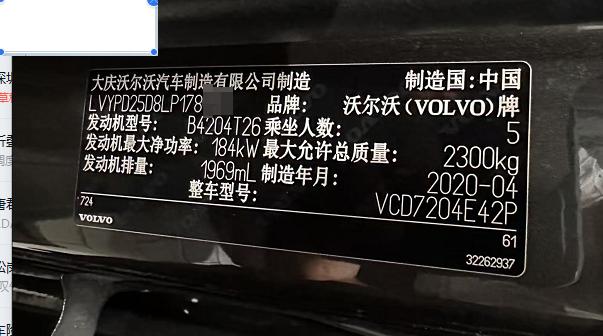 大庆沃尔沃汽车制造有限公司制造 制造国:中国
LVYPD25D8LP178 品牌: 沃尔沃(VOLVO)牌
发动机型号: B4204T26 乘坐人数: 5
发动机最大净功率: 184kW 最大允许总质量: 2300kg
发动机排量: 1969mL 制造年月: 2020-04
整车型号: VCD7204E42P
724
VOLVO
61
32262937